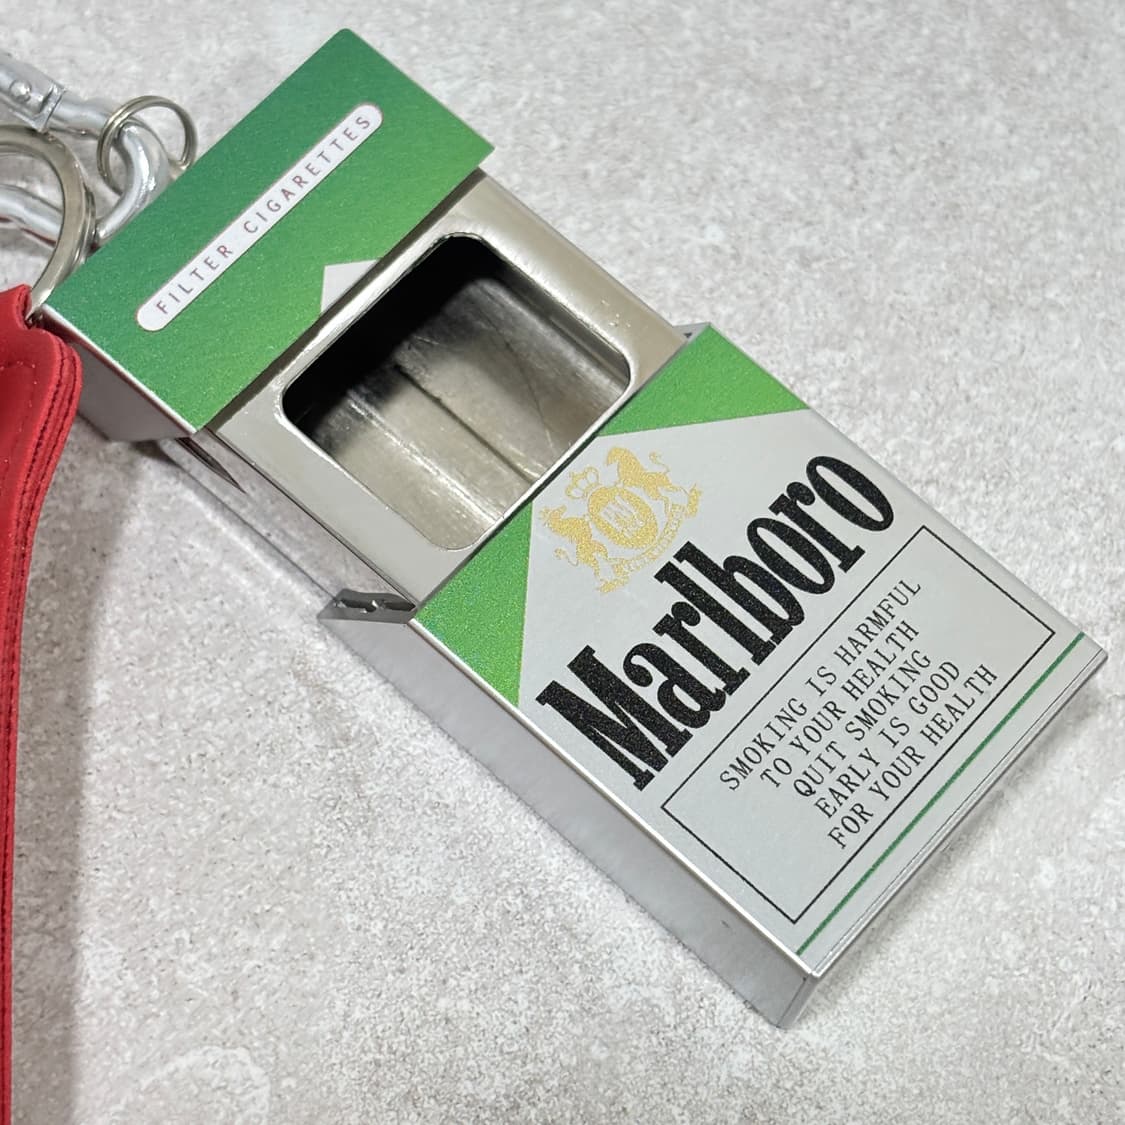 FILTER CIGARETTES
Marlboro
SMOKING IS HARMFUL
TO YOUR HEALTH
QUIT SMOKING
EARLY IS GOOD
FOR YOUR HEALTH